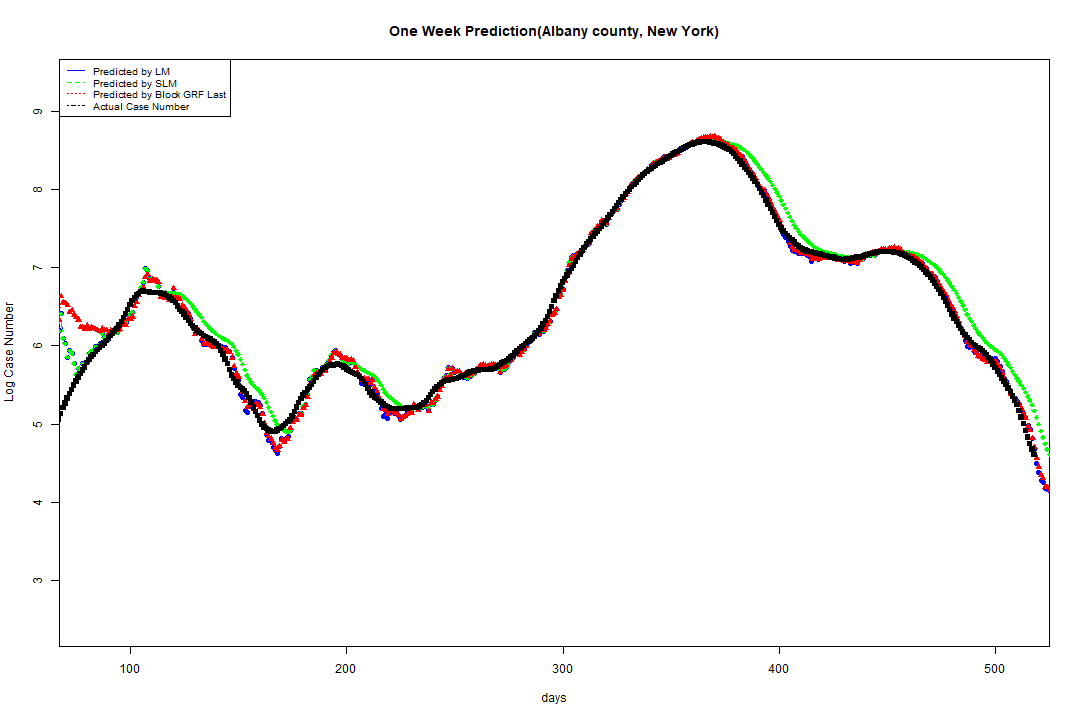 One Week Prediction(Albany county, New York)
Predicted by LM
Predicted by SLM
Predicted by Block GRF Last
Actual Case Number
Log Case Number
9
8
7
6
5
4
3
100 200 300 400 500
days